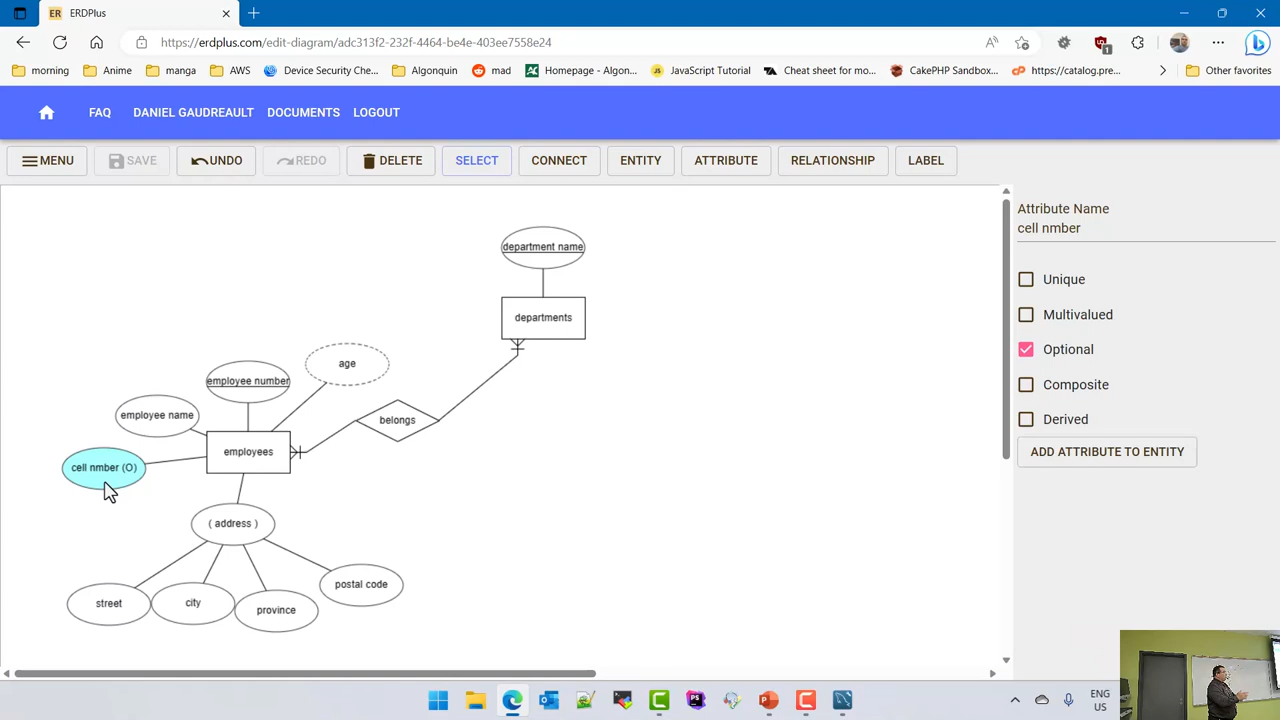 ERDPlus
https://erdplus.com/edit-diagram/adc313f2-232f-4464-be4e-403ee7558e24
morning
Anime
manga
AWS
Device Security Che...
Algonquin
mad
Homepage - Algon...
JavaScript Tutorial
Cheat sheet for mo...
CakePHP Sandbox...
https://catalog.pre...
Other favorites
FAQ
DANIEL GAUDREAULT
DOCUMENTS
LOGOUT
MENU
SAVE
UNDO
REDO
DELETE
SELECT
CONNECT
ENTITY
ATTRIBUTE
RELATIONSHIP
LABEL
department name
departments
age
employee number
employee name
belongs
employees
cell nmber (O)
( address )
postal code
street
city
province
Attribute Name
cell nmber
Unique
Multivalued
Optional
Composite
Derived
ADD ATTRIBUTE TO ENTITY
ENG
US